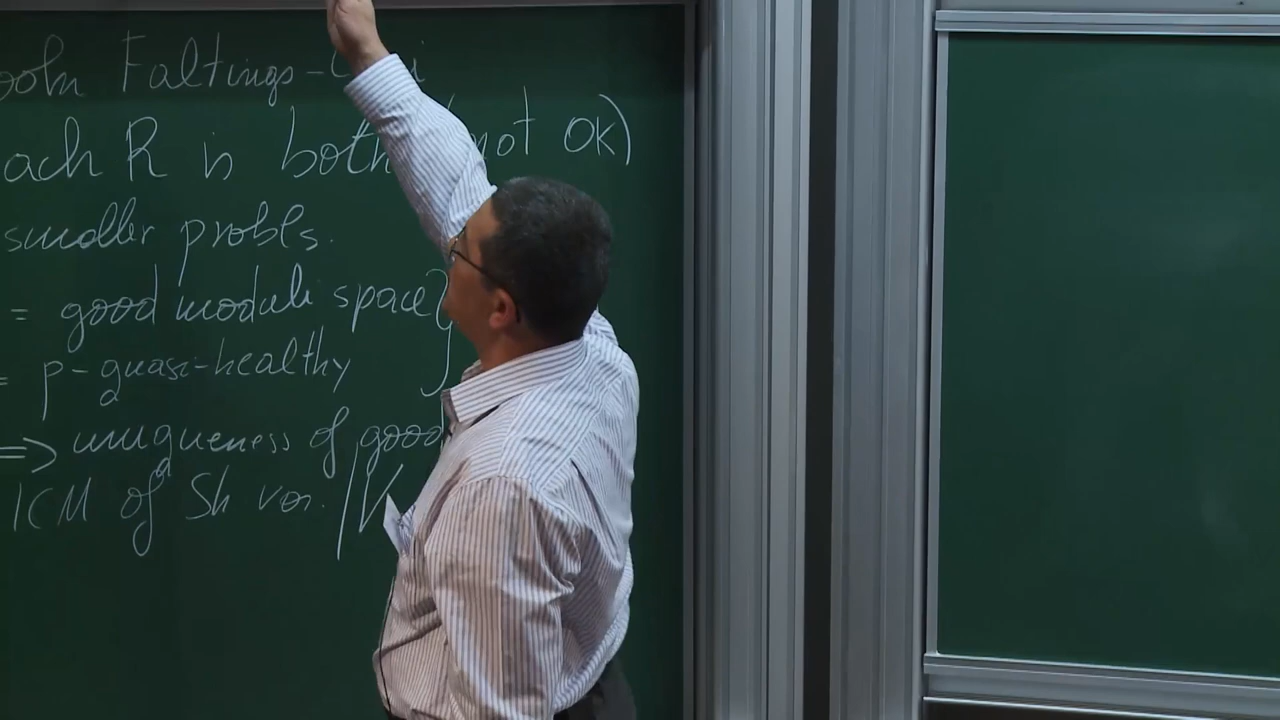 Faltings-
ach R is both (not OK)
smaller probls.
= good moduli space}
= p-quasi-healthy
=> uniqueness of good
ICM of Sh var. /